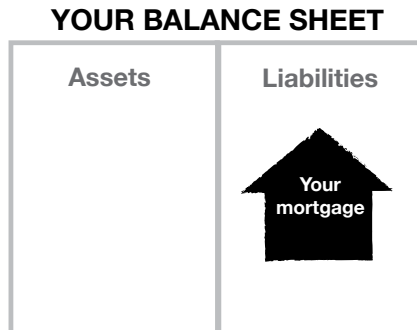 YOUR BALANCE SHEET
Assets
Liabilities
Your
mortgage